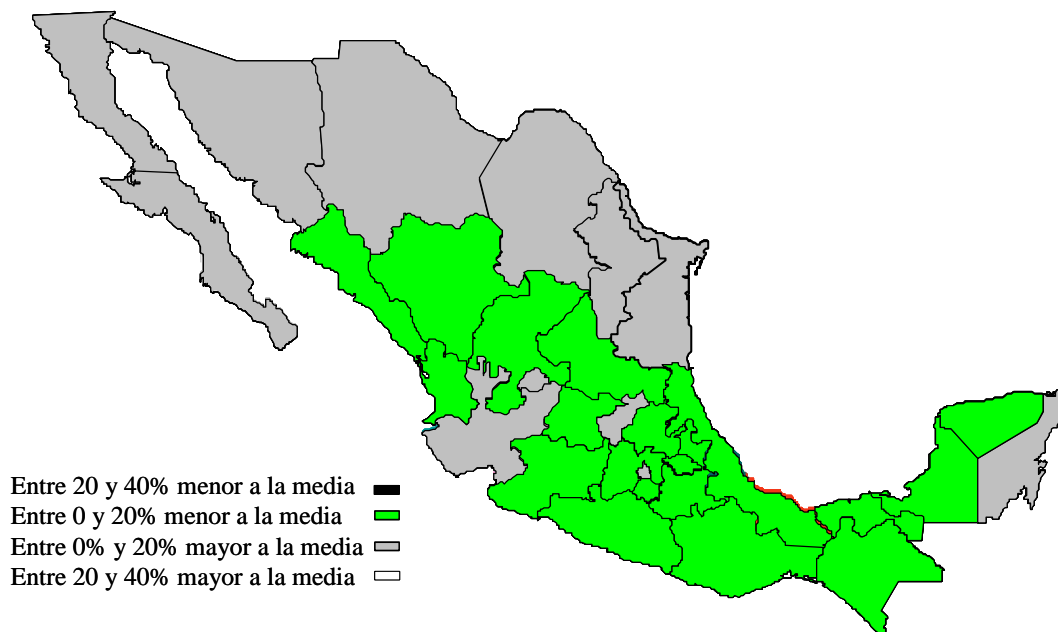 Entre 20 y 40% menor a la media
Entre 0 y 20% menor a la media
Entre 0% y 20% mayor a la media
Entre 20 y 40% mayor a la media